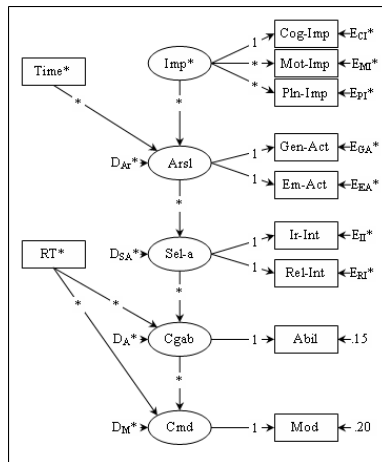 Cog-Imp E_CI*
1
Time* Imp* * Mot-Imp E_MI*
* Pln-Imp E_PI*
* *
Gen-Act E_GA*
D_Ar* Arsl 1
1 Em-Act E_EA*
*
Ir-Int E_II*
RT* D_SA* Sel-a 1
1 Rel-Int E_RI*
* *
* D_A* Cgab 1 Abil .15
*
D_M* Cmd 1 Mod .20